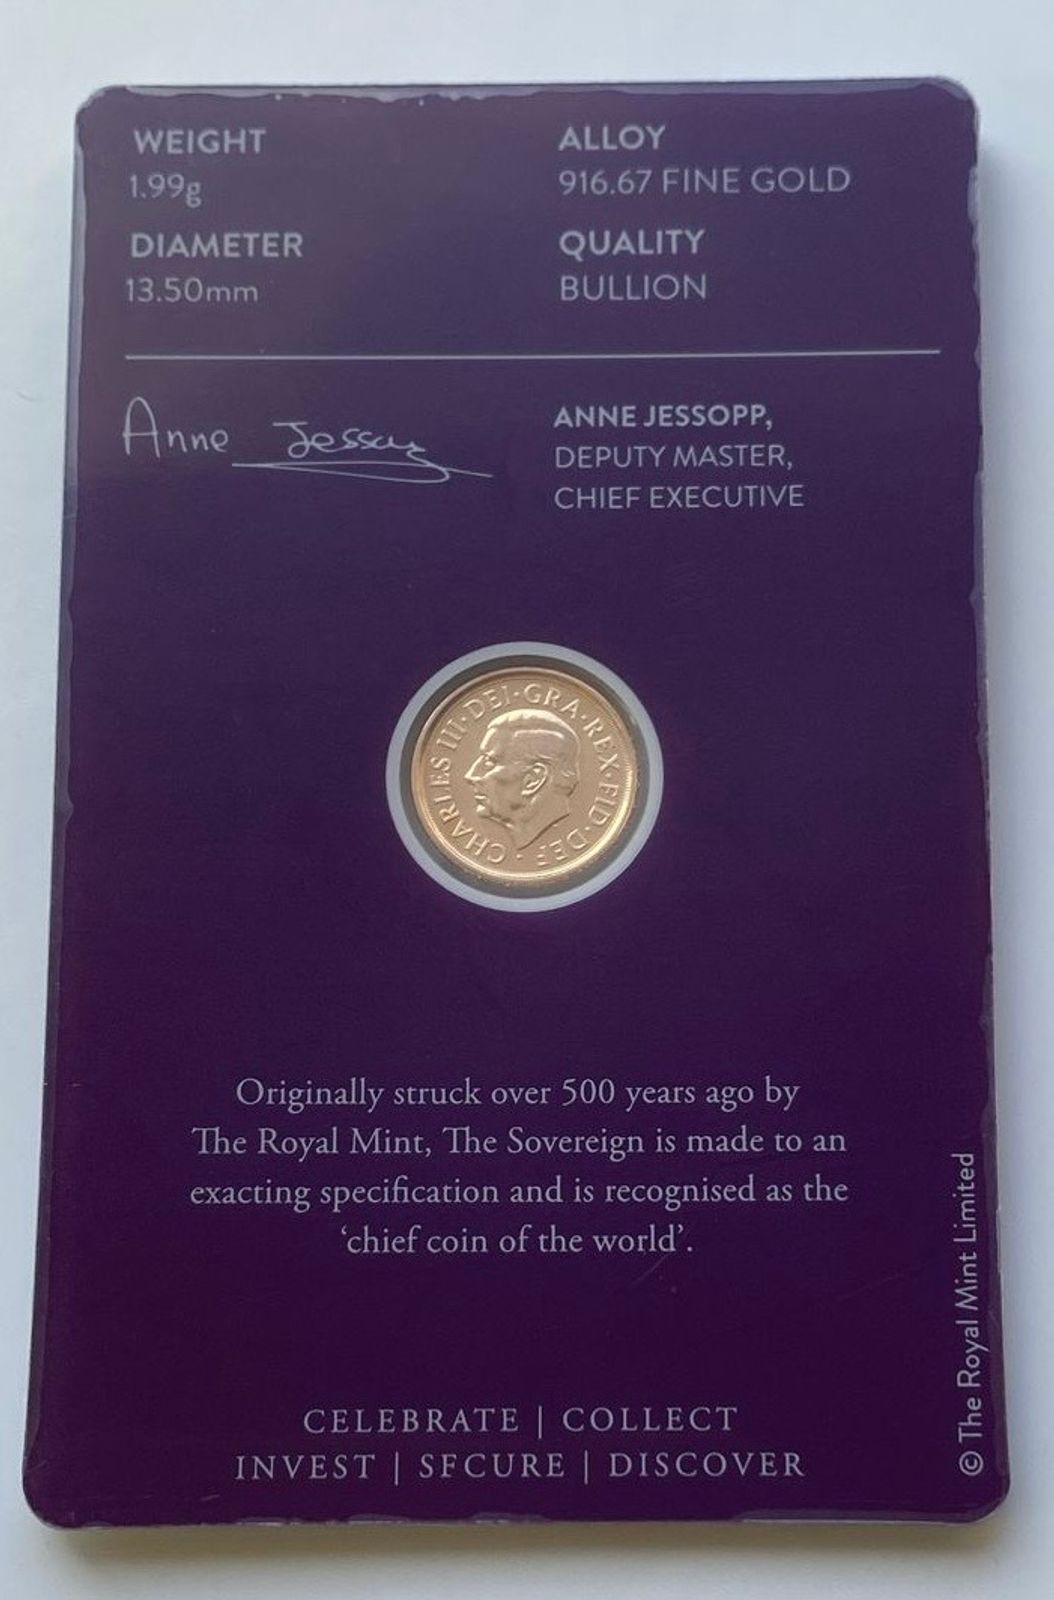 WEIGHT
1.99g
ALLOY
916.67 FINE GOLD
DIAMETER
13.50mm
QUALITY
BULLION
Anne Jessopp
ANNE JESSOPP,
DEPUTY MASTER,
CHIEF EXECUTIVE
CHARLES III·DEI·GRA·REX·FID·DEF·
Originally struck over 500 years ago by
The Royal Mint, The Sovereign is made to an
exacting specification and is recognised as the
‘chief coin of the world’.
CELEBRATE | COLLECT
INVEST | SFCURE | DISCOVER
© The Royal Mint Limited